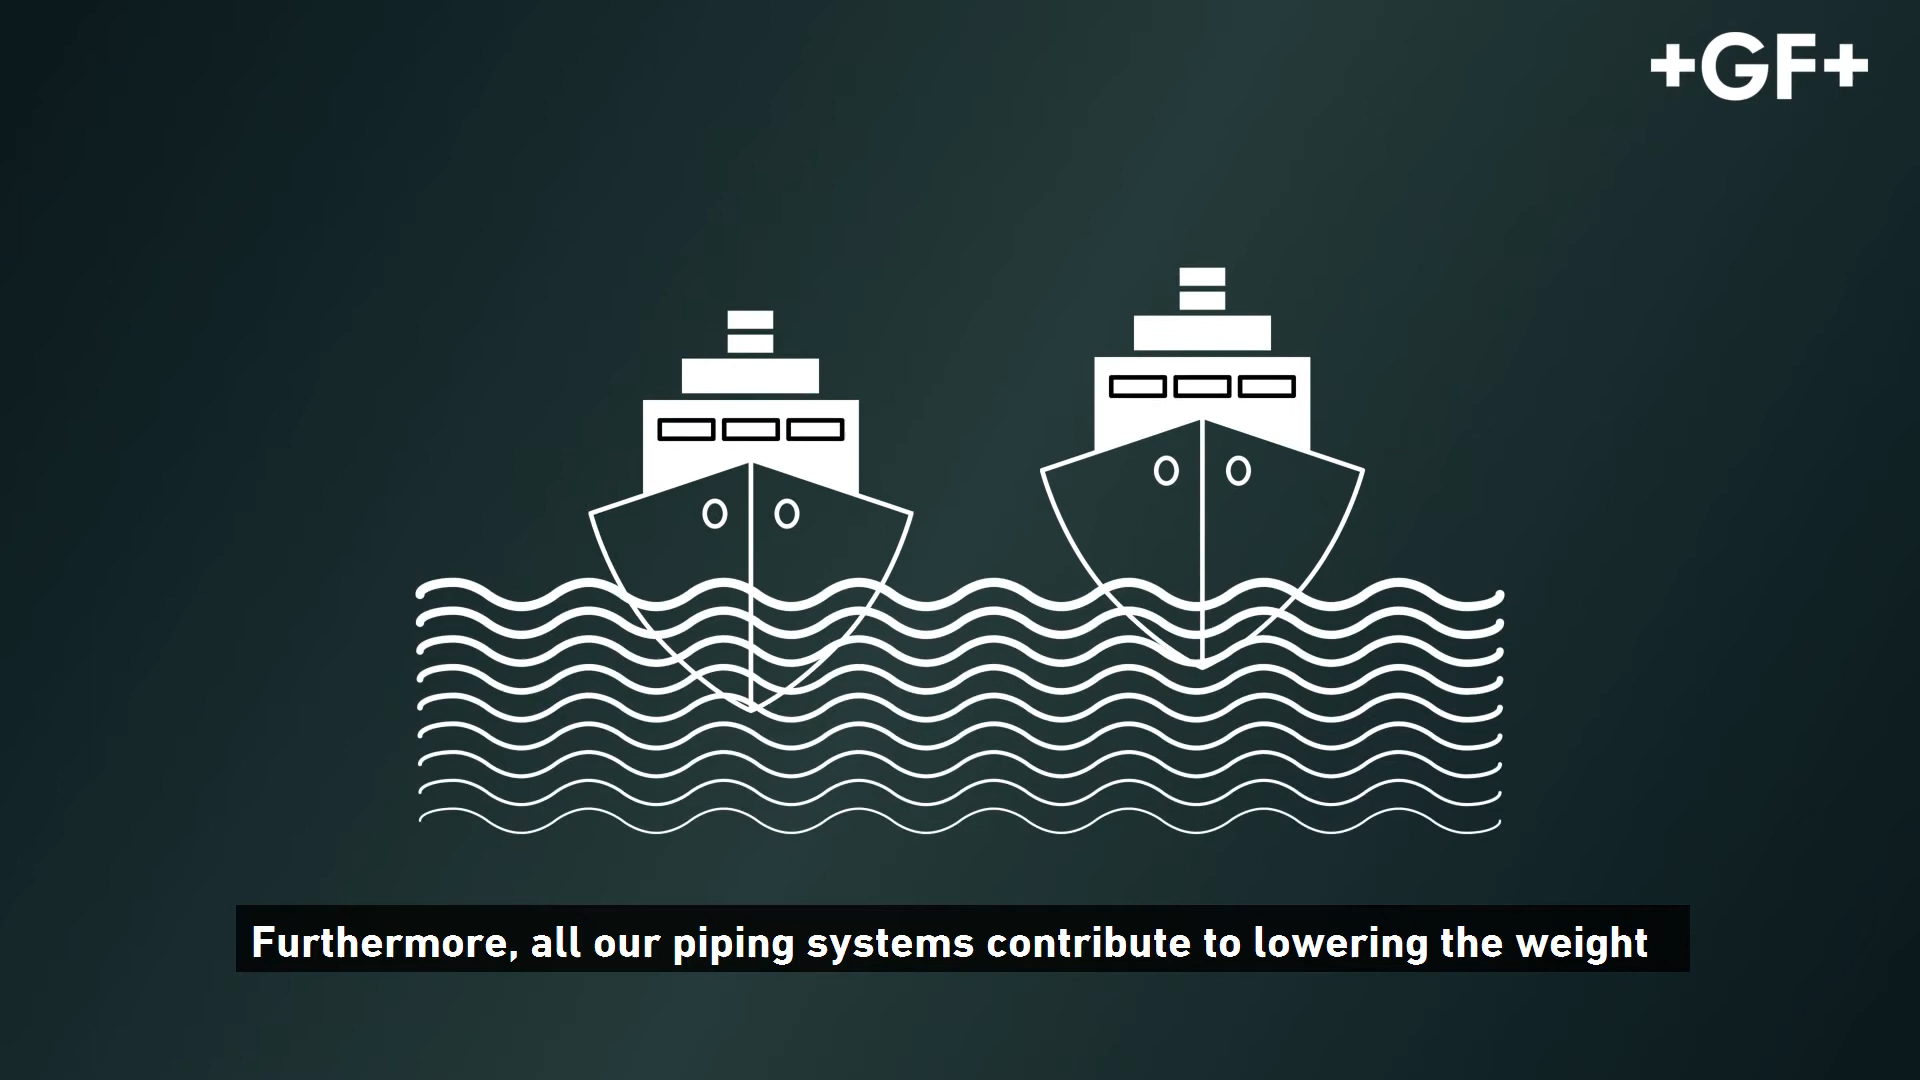 +GF+
Furthermore, all our piping systems contribute to lowering the weight